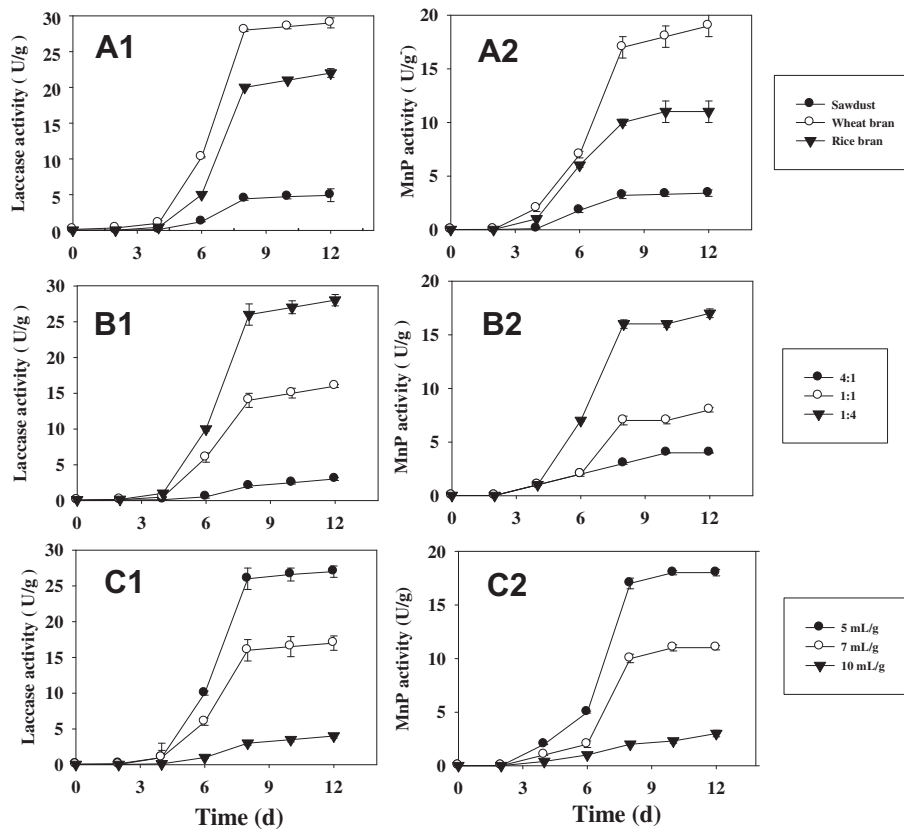 A1
Laccase activity ( U/g )
30
25
20
15
10
5
0
0 3 6 9 12
A2
MnP activity ( U/g )
20
15
10
5
0
0 3 6 9 12
Sawdust
Wheat bran
Rice bran
B1
Laccase activity ( U/g )
30
25
20
15
10
5
0
0 3 6 9 12
B2
MnP activity ( U/g )
20
15
10
5
0
0 3 6 9 12
4:1
1:1
1:4
C1
Laccase activity ( U/g )
30
25
20
15
10
5
0
0 3 6 9 12
Time (d)
C2
MnP activity (U/g )
20
15
10
5
0
0 3 6 9 12
Time (d)
5 mL/g
7 mL/g
10 mL/g